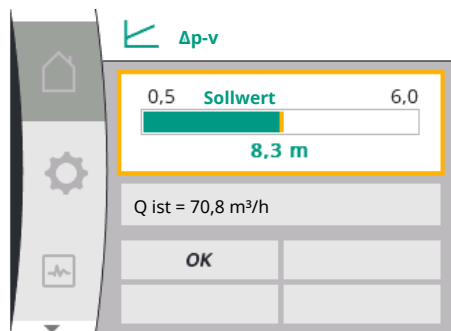 Δp-v
0,5 Sollwert 6,0
8,3 m
Q ist = 70,8 m³/h
OK